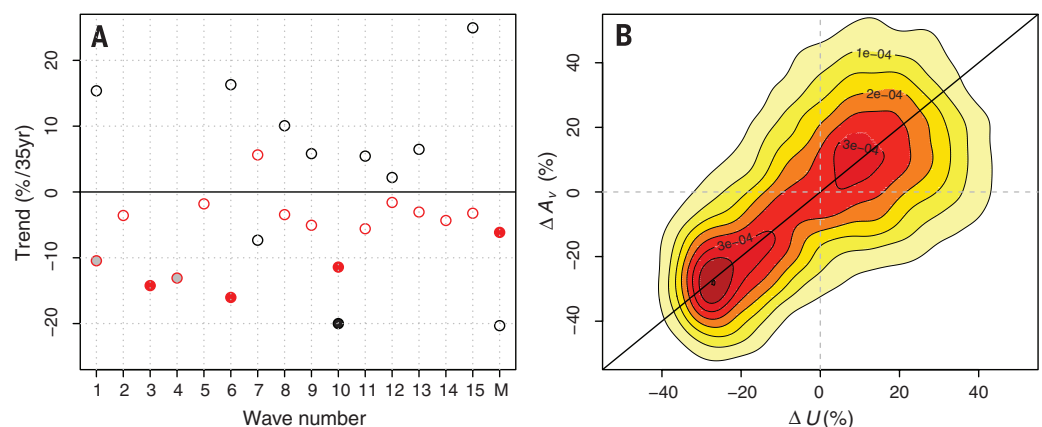 A
Trend (%/35yr)
20
10
0
−10
−20
1 2 3 4 5 6 7 8 9 10 11 12 13 14 15 M
Wave number
B
Δ Av (%)
40
20
0
−20
−40
1e−04
2e−04
3e−04
3e−04
−40 −20 0 20 40
Δ U (%)